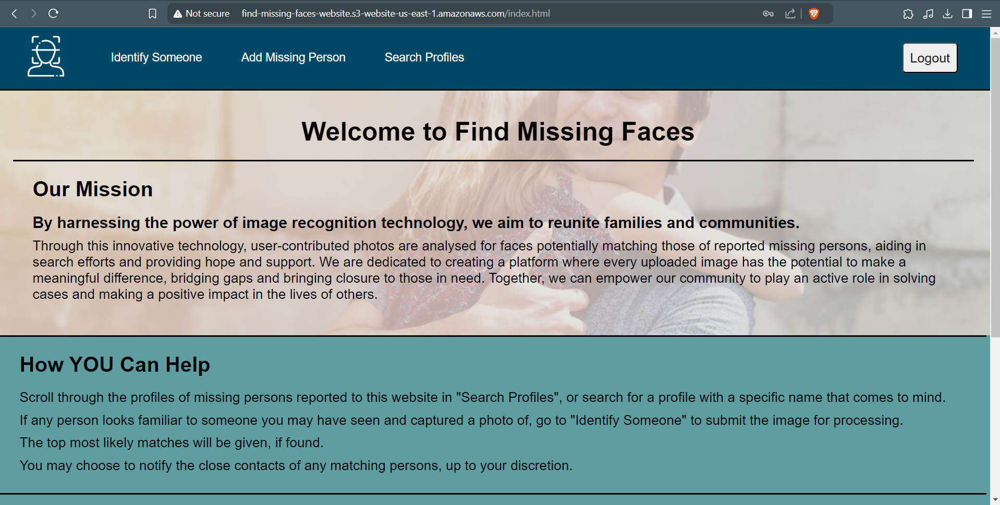 Not secure find-missing-faces-website.s3-website-us-east-1.amazonaws.com/index.html
Identify Someone Add Missing Person Search Profiles Logout
Welcome to Find Missing Faces
Our Mission
By harnessing the power of image recognition technology, we aim to reunite families and communities.
Through this innovative technology, user-contributed photos are analysed for faces potentially matching those of reported missing persons, aiding in
search efforts and providing hope and support. We are dedicated to creating a platform where every uploaded image has the potential to make a
meaningful difference, bridging gaps and bringing closure to those in need. Together, we can empower our community to play an active role in solving
cases and making a positive impact in the lives of others.
How YOU Can Help
Scroll through the profiles of missing persons reported to this website in "Search Profiles", or search for a profile with a specific name that comes to mind.
If any person looks familiar to someone you may have seen and captured a photo of, go to "Identify Someone" to submit the image for processing.
The top most likely matches will be given, if found.
You may choose to notify the close contacts of any matching persons, up to your discretion.